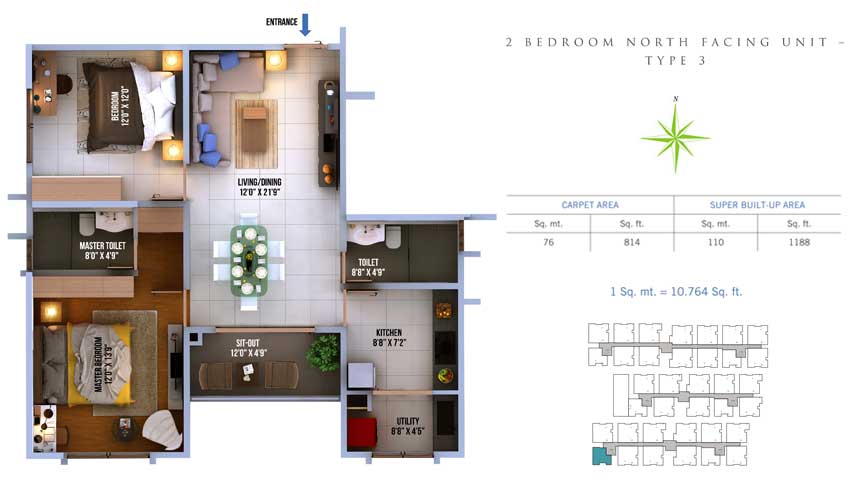 ENTRANCE
2 BEDROOM NORTH FACING UNIT –
TYPE 3
N
BEDROOM
12'0" X 12'0"
LIVING/DINING
12'0" X 21'9"
MASTER TOILET
8'0" X 4'9"
TOILET
8'8" X 4'9"
MASTER BEDROOM
12'0" X 13'9"
SIT-OUT
12'0" X 4'9"
KITCHEN
8'8" X 7'2"
UTILITY
8'8" X 4'5"
CARPET AREA SUPER BUILT-UP AREA
Sq. mt. Sq. ft. Sq. mt. Sq. ft.
76 814 110 1188
1 Sq. mt. = 10.764 Sq. ft.